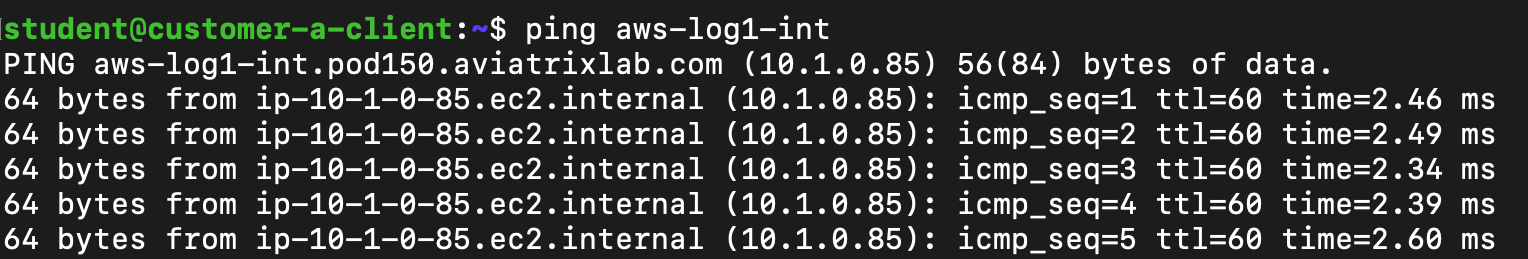 student@customer-a-client:~$ ping aws-log1-int
PING aws-log1-int.pod150.aviatrixlab.com (10.1.0.85) 56(84) bytes of data.
64 bytes from ip-10-1-0-85.ec2.internal (10.1.0.85): icmp_seq=1 ttl=60 time=2.46 ms
64 bytes from ip-10-1-0-85.ec2.internal (10.1.0.85): icmp_seq=2 ttl=60 time=2.49 ms
64 bytes from ip-10-1-0-85.ec2.internal (10.1.0.85): icmp_seq=3 ttl=60 time=2.34 ms
64 bytes from ip-10-1-0-85.ec2.internal (10.1.0.85): icmp_seq=4 ttl=60 time=2.39 ms
64 bytes from ip-10-1-0-85.ec2.internal (10.1.0.85): icmp_seq=5 ttl=60 time=2.60 ms